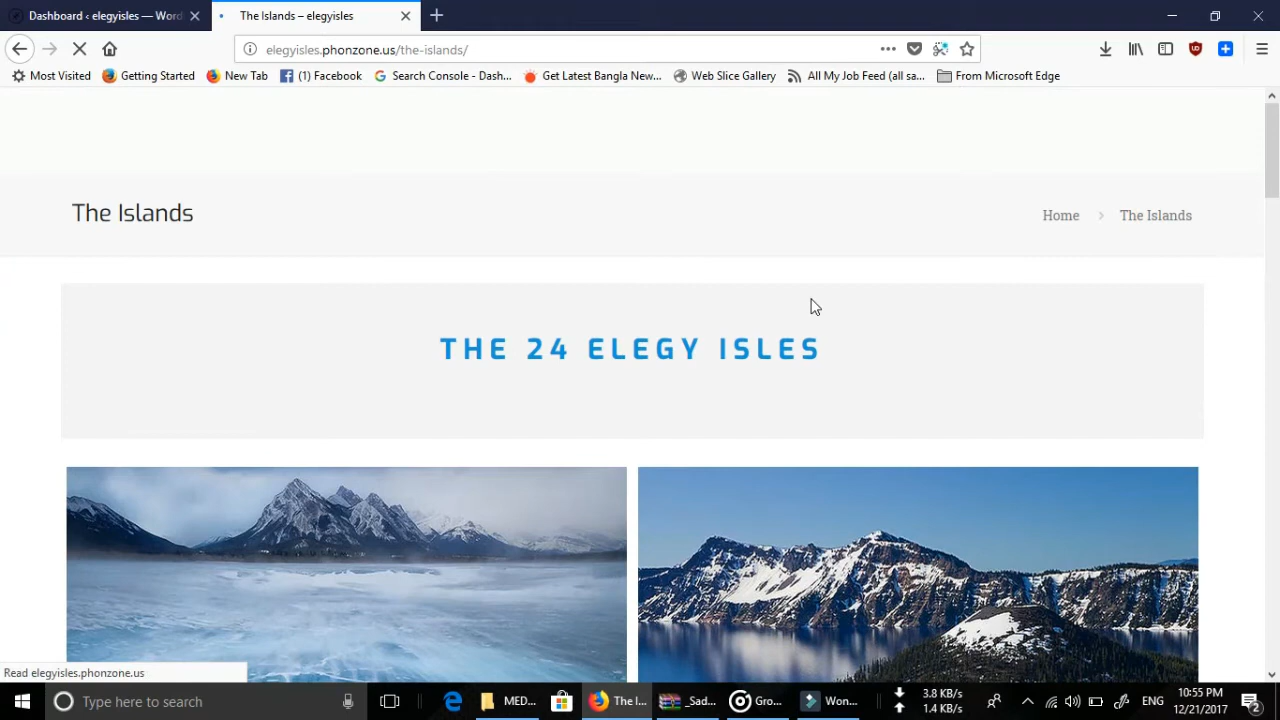 Dashboard ‹ elegyisles — Word
The Islands – elegyisles
elegyisles.phonzone.us/the-islands/
Most Visited
Getting Started
New Tab
Facebook
Search Console - Dash...
Get Latest Bangla New...
Web Slice Gallery
All My Job Feed (all sa...
From Microsoft Edge
The Islands
Home
The Islands
THE 24 ELEGY ISLES
Read elegyisles.phonzone.us
Type here to search
MED...
The I...
_Sad...
Gro...
Won...
3.8 KB/s
1.4 KB/s
ENG
10:55 PM
12/21/2017
2